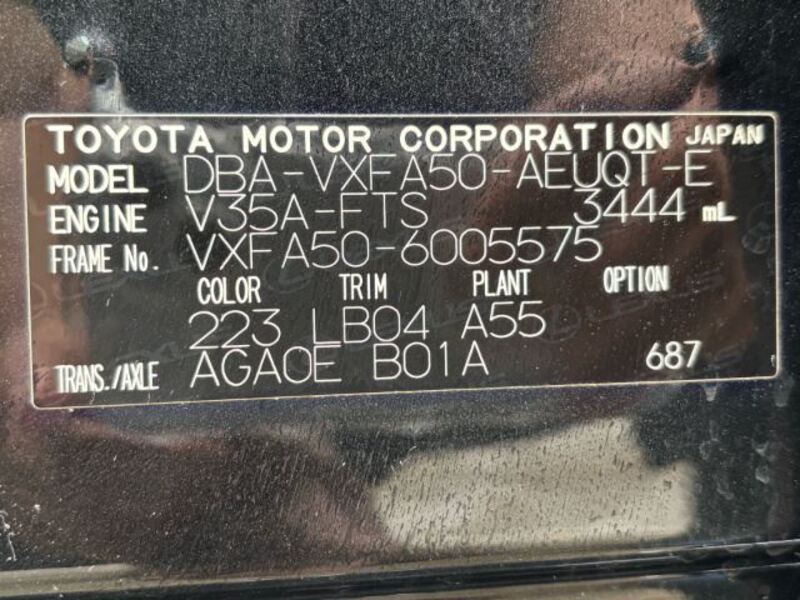 TOYOTA MOTOR CORPORATION JAPAN
MODEL DBA-VXFA50-AEUQT-E
ENGINE V35A-FTS 3444 mL
FRAME No. VXFA50-6005575
COLOR TRIM PLANT OPTION
223 LB04 A55
TRANS./AXLE AGA0E B01A 687